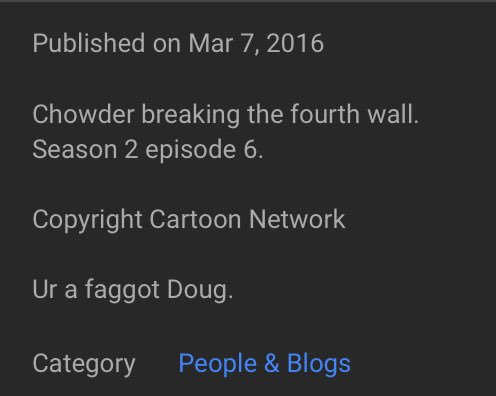 Published on Mar 7, 2016
Chowder breaking the fourth wall.
Season 2 episode 6.
Copyright Cartoon Network
Ur a faggot Doug.
Category People & Blogs